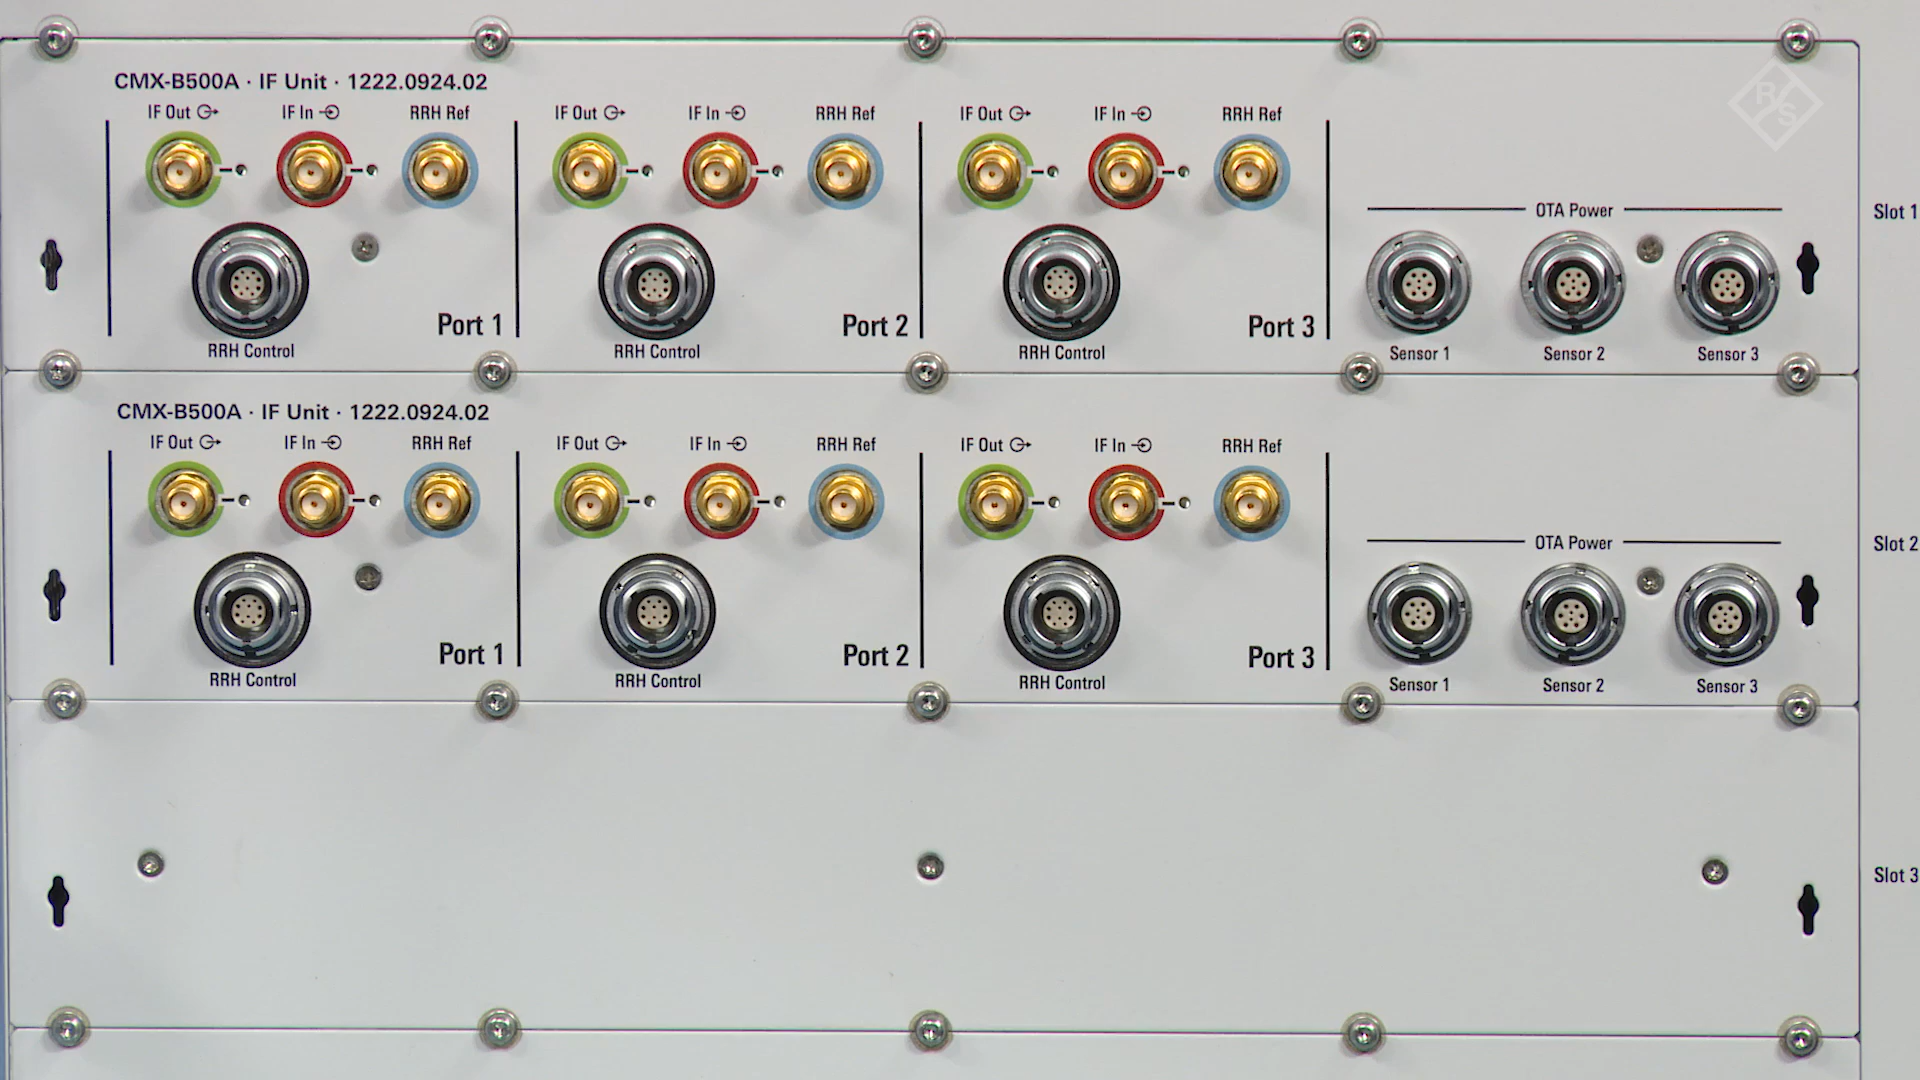 CMX-B500A · IF Unit · 1222.0924.02
IF Out IF In RRH Ref IF Out IF In RRH Ref IF Out IF In RRH Ref
R&S
OTA Power
Slot 1
Port 1 Port 2 Port 3
RRH Control RRH Control RRH Control Sensor 1 Sensor 2 Sensor 3
CMX-B500A · IF Unit · 1222.0924.02
IF Out IF In RRH Ref IF Out IF In RRH Ref IF Out IF In RRH Ref
OTA Power
Slot 2
Port 1 Port 2 Port 3
RRH Control RRH Control RRH Control Sensor 1 Sensor 2 Sensor 3
Slot 3